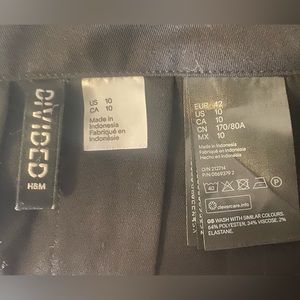 DIVIDED
H&M
US 10
CA 10
Made in
Indonesia
Fabriqué en
Indonésie
EUR 42
US 10
CA 10
CN 170/80A
MX 10
Made in Indonesia
Fabriqué en Indonésie
Hecho en Indonesia
40
P
clevercare.info
GB WASH WITH SIMILAR COLOURS.
64% POLYESTER, 34% VISCOSE, 2%
ELASTANE.